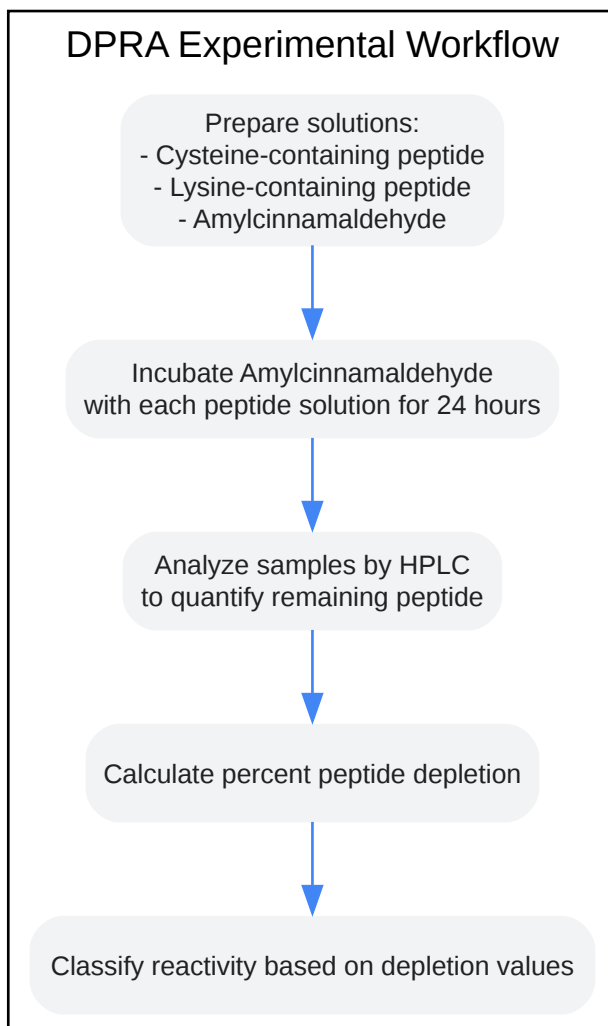 DPRA Experimental Workflow
Prepare solutions:
- Cysteine-containing peptide
- Lysine-containing peptide
- Amylcinnamaldehyde
Incubate Amylcinnamaldehyde
with each peptide solution for 24 hours
Analyze samples by HPLC
to quantify remaining peptide
Calculate percent peptide depletion
Classify reactivity based on depletion values